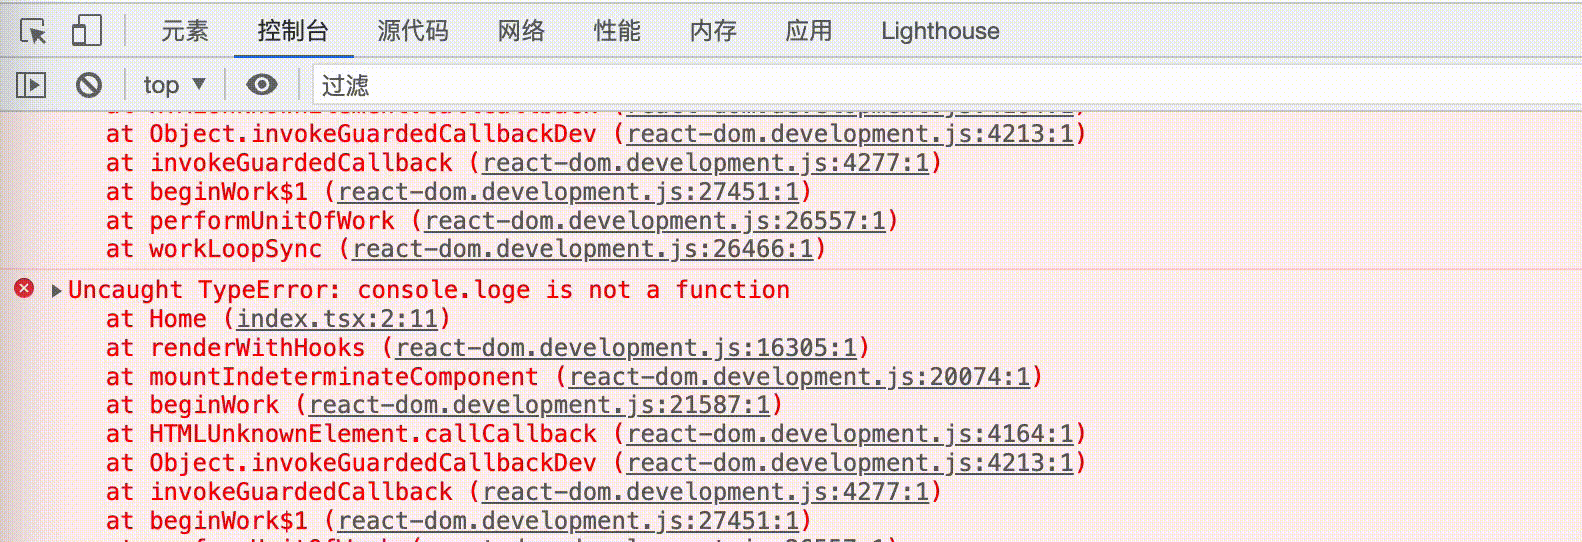 元素 控制台 源代码 网络 性能 内存 应用 Lighthouse
top ▼ 过滤
at Object.invokeGuardedCallbackDev (react-dom.development.js:4213:1)
at invokeGuardedCallback (react-dom.development.js:4277:1)
at beginWork$1 (react-dom.development.js:27451:1)
at performUnitOfWork (react-dom.development.js:26557:1)
at workLoopSync (react-dom.development.js:26466:1)
Uncaught TypeError: console.loge is not a function
at Home (index.tsx:2:11)
at renderWithHooks (react-dom.development.js:16305:1)
at mountIndeterminateComponent (react-dom.development.js:20074:1)
at beginWork (react-dom.development.js:21587:1)
at HTMLUnknownElement.callCallback (react-dom.development.js:4164:1)
at Object.invokeGuardedCallbackDev (react-dom.development.js:4213:1)
at invokeGuardedCallback (react-dom.development.js:4277:1)
at beginWork$1 (react-dom.development.js:27451:1)